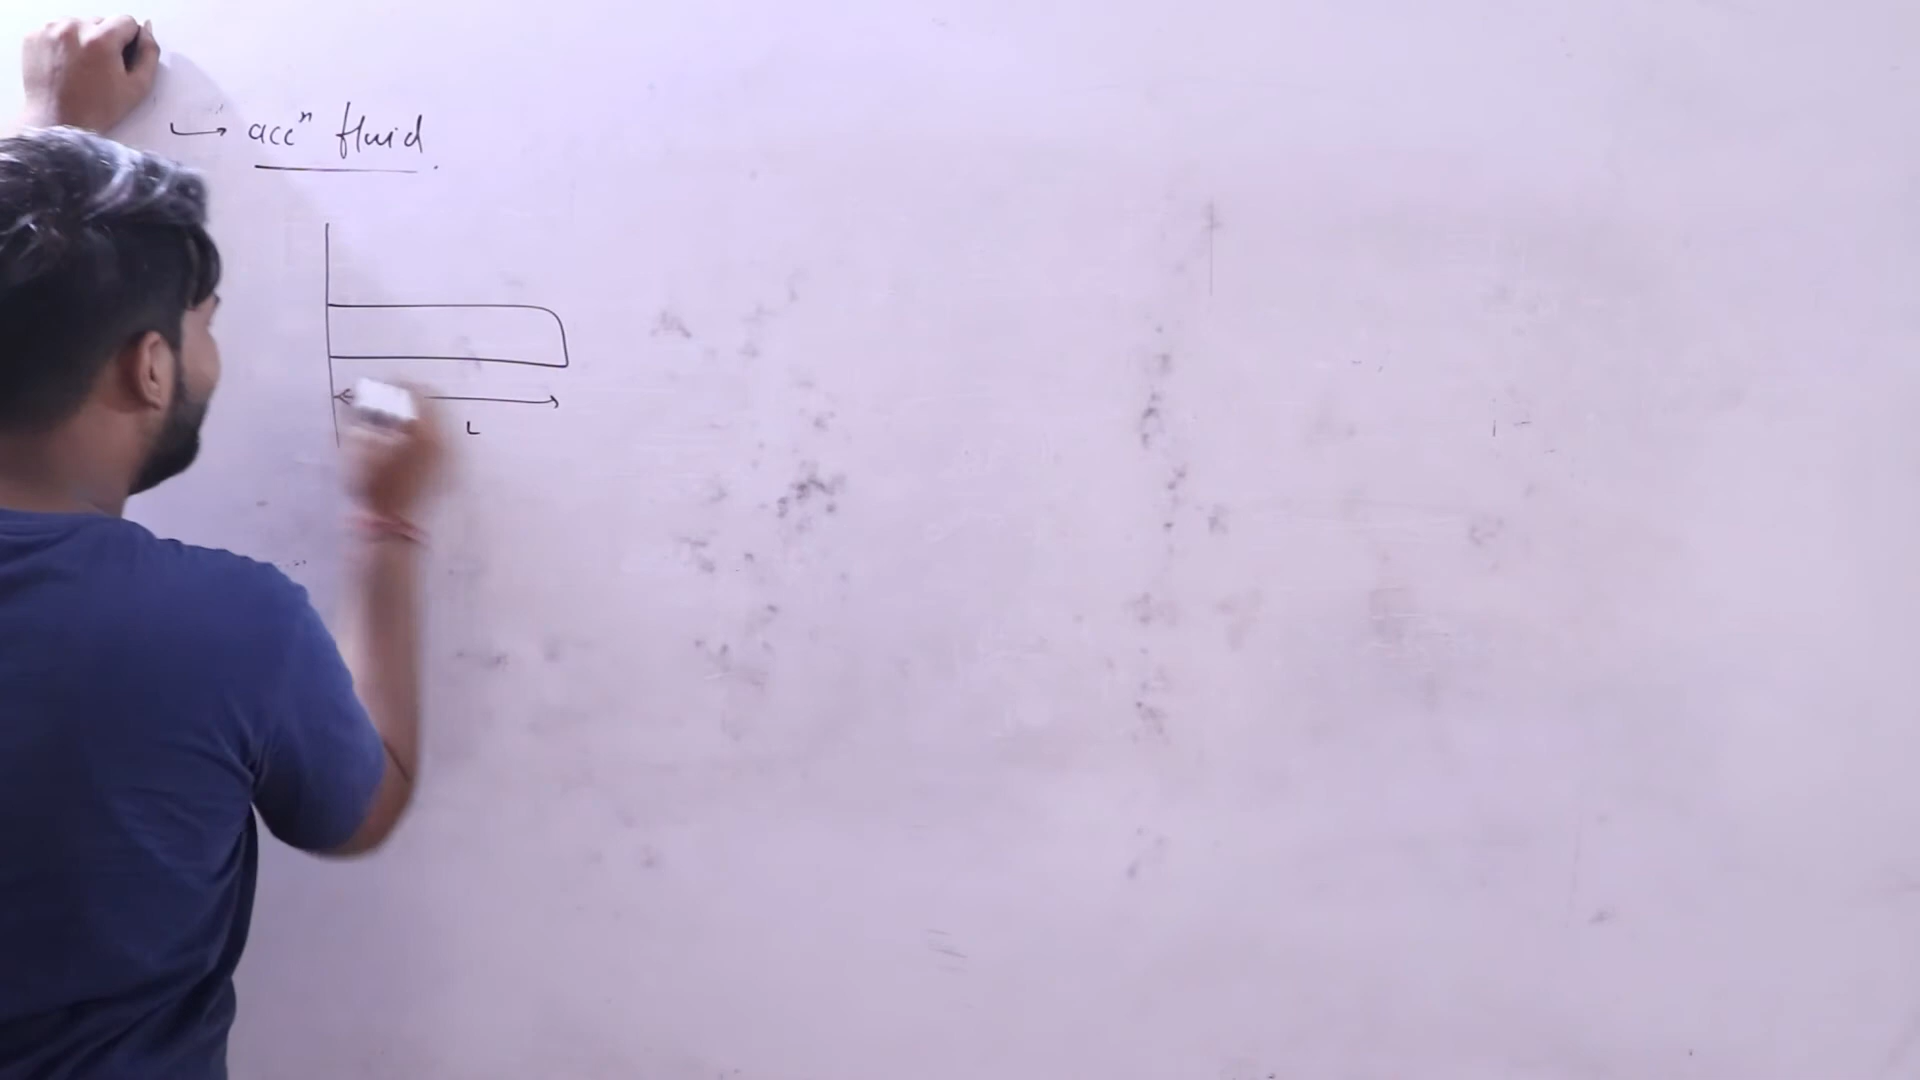 ↳ accⁿ fluid.
L